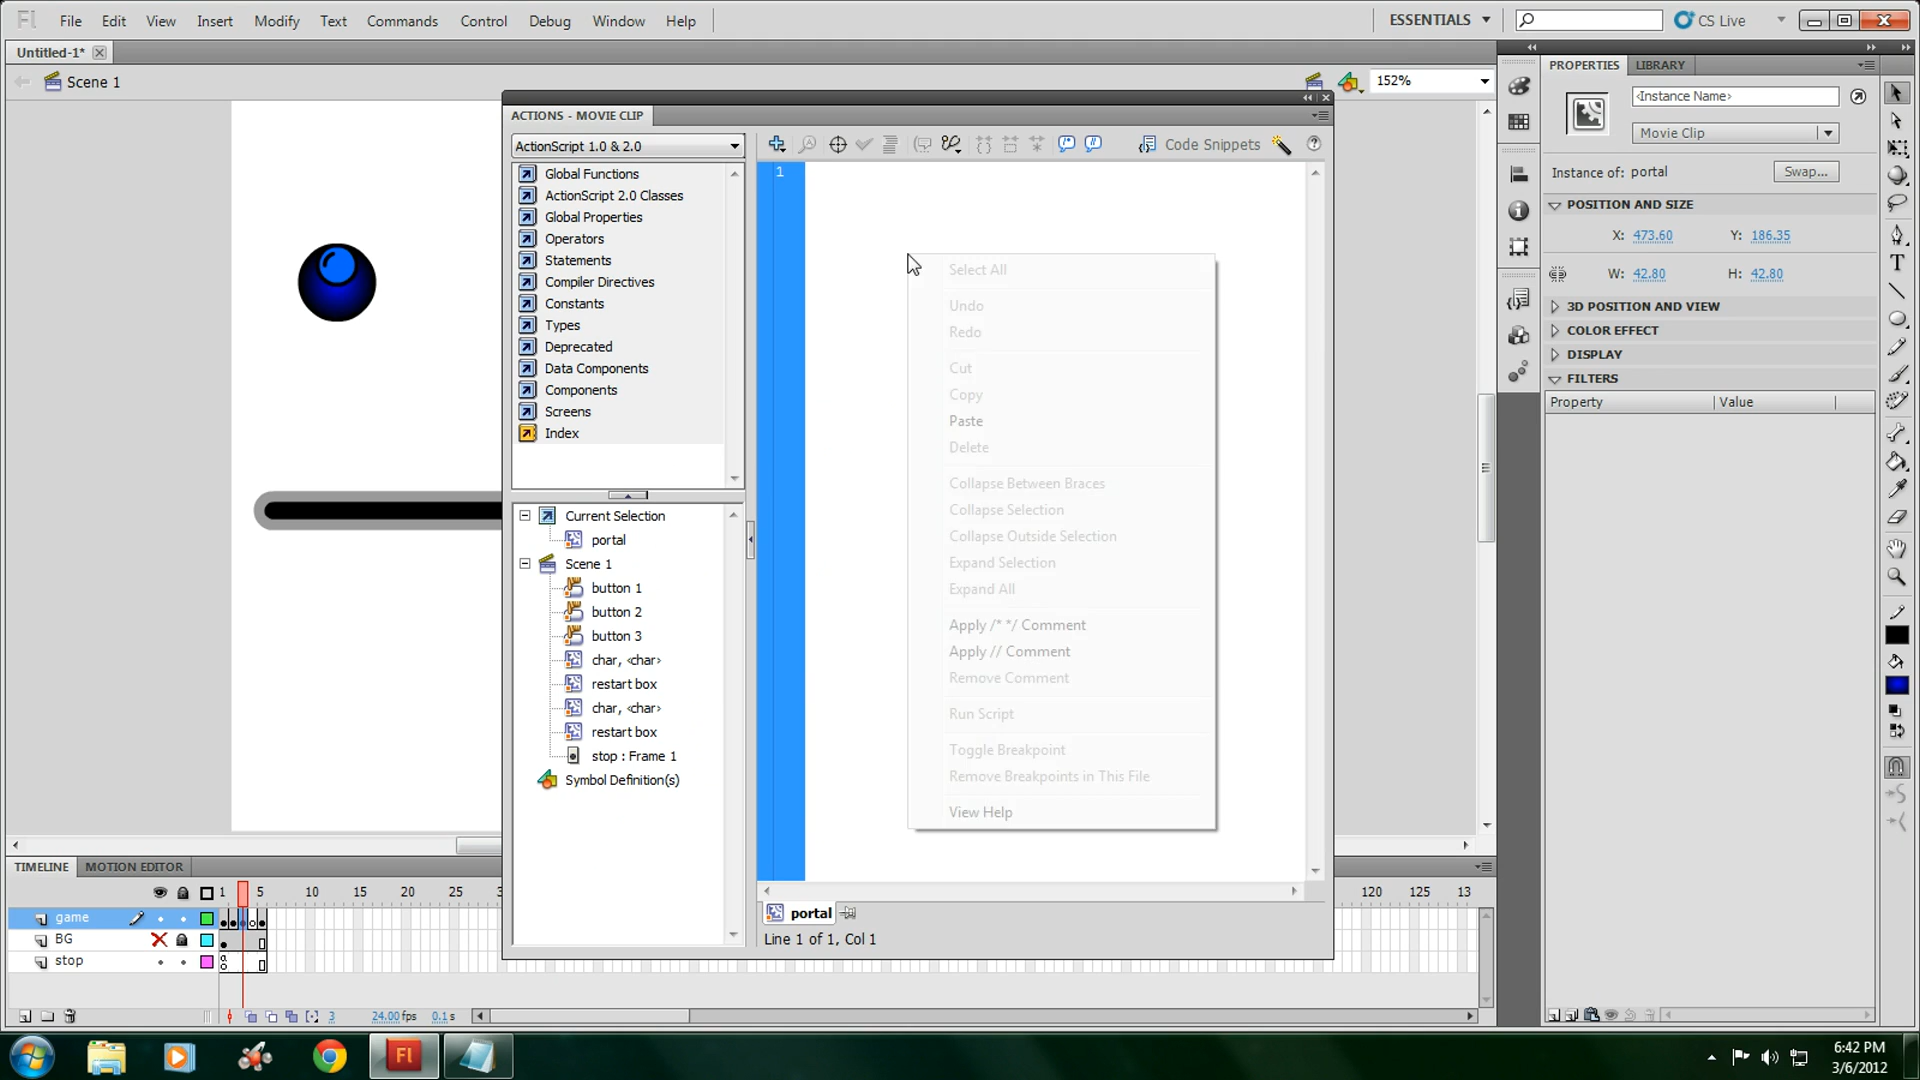 Fl File Edit View Insert Modify Text Commands Control Debug Window Help ESSENTIALS CS Live
Untitled-1*
Scene 1
152%
ACTIONS - MOVIE CLIP
ActionScript 1.0 & 2.0
Global Functions
ActionScript 2.0 Classes
Global Properties
Operators
Statements
Compiler Directives
Constants
Types
Deprecated
Data Components
Components
Screens
Index
Current Selection
portal
Scene 1
button 1
button 2
button 3
char, <char>
restart box
char, <char>
restart box
stop : Frame 1
Symbol Definition(s)
Code Snippets
1
Select All
Undo
Redo
Cut
Copy
Paste
Delete
Collapse Between Braces
Collapse Selection
Collapse Outside Selection
Expand Selection
Expand All
Apply /* */ Comment
Apply // Comment
Remove Comment
Run Script
Toggle Breakpoint
Remove Breakpoints in This File
View Help
portal
Line 1 of 1, Col 1
PROPERTIES LIBRARY
<Instance Name>
Movie Clip
Instance of: portal Swap...
POSITION AND SIZE
X: 473.60 Y: 186.35
W: 42.80 H: 42.80
3D POSITION AND VIEW
COLOR EFFECT
DISPLAY
FILTERS
Property Value
TIMELINE MOTION EDITOR
1 5 10 15 20 25 3 120 125 13
game
BG
stop
3 24.00 fps 0.1 s
Fl
6:42 PM
3/6/2012